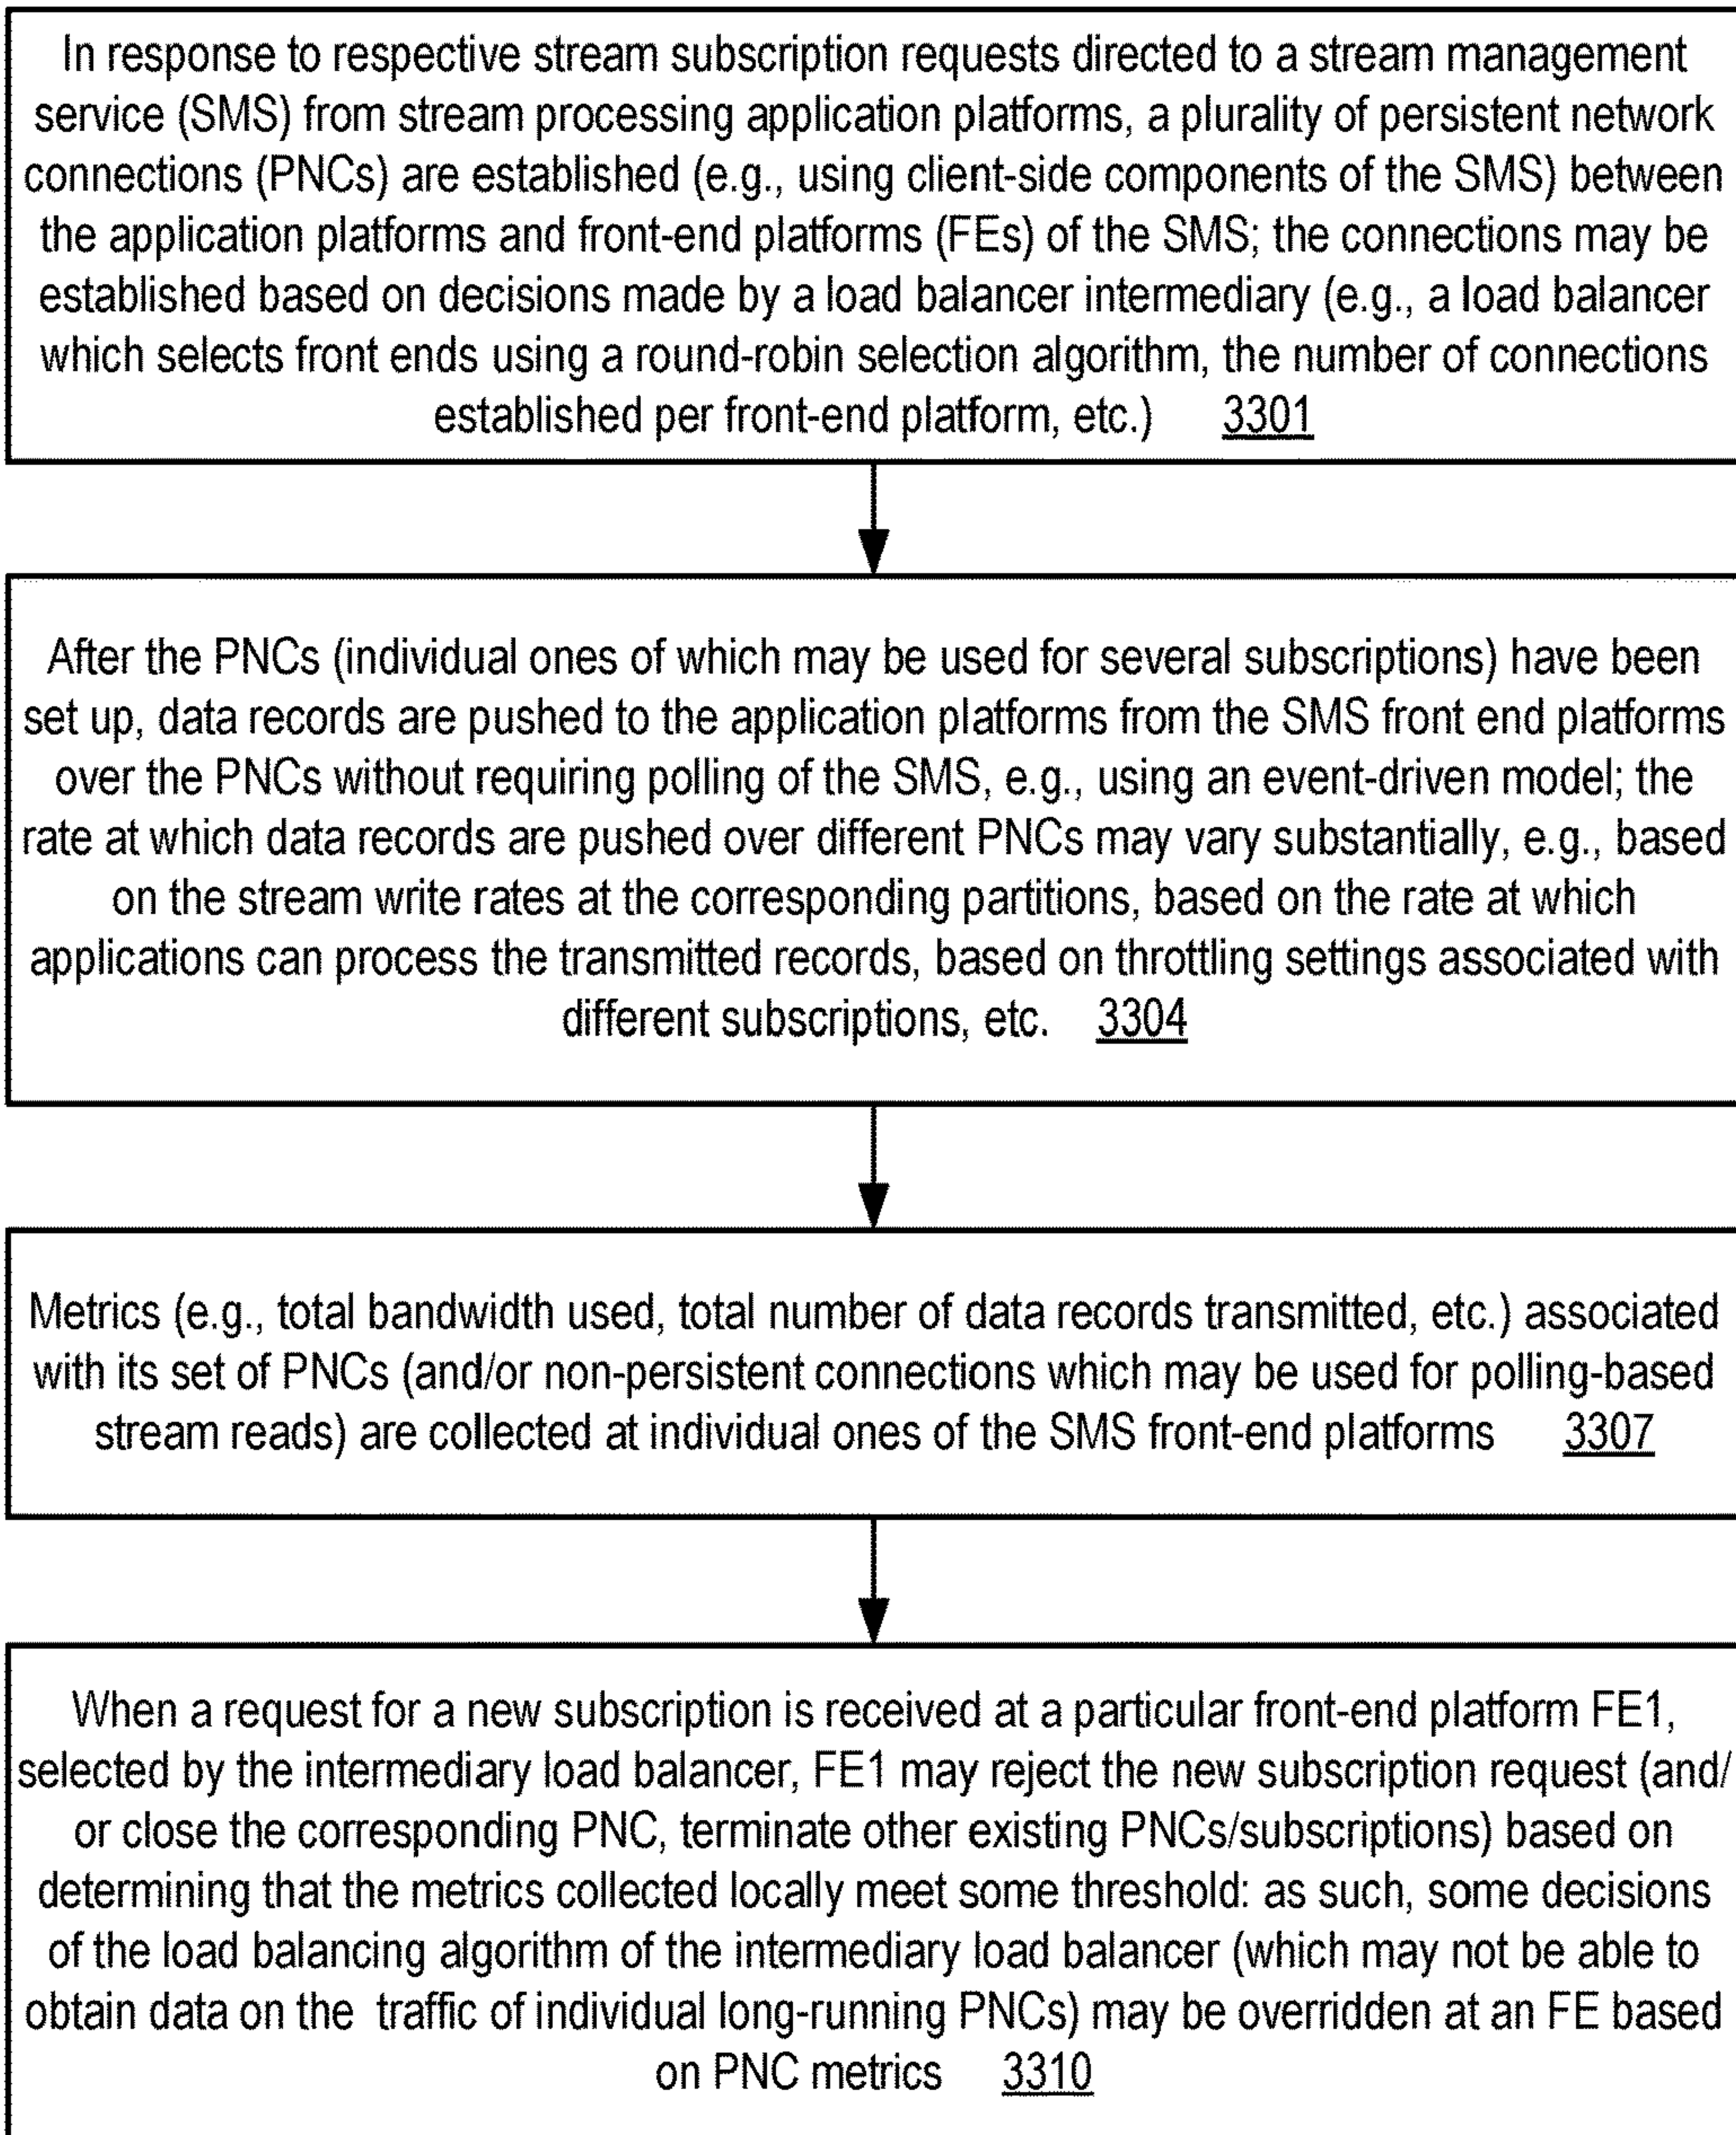 In response to respective stream subscription requests directed to a stream management
service (SMS) from stream processing application platforms, a plurality of persistent network
connections (PNCs) are established (e.g., using client-side components of the SMS) between
the application platforms and front-end platforms (FEs) of the SMS; the connections may be
established based on decisions made by a load balancer intermediary (e.g., a load balancer
which selects front ends using a round-robin selection algorithm, the number of connections
established per front-end platform, etc.) 3301
After the PNCs (individual ones of which may be used for several subscriptions) have been
set up, data records are pushed to the application platforms from the SMS front end platforms
over the PNCs without requiring polling of the SMS, e.g., using an event-driven model; the
rate at which data records are pushed over different PNCs may vary substantially, e.g., based
on the stream write rates at the corresponding partitions, based on the rate at which
applications can process the transmitted records, based on throttling settings associated with
different subscriptions, etc. 3304
Metrics (e.g., total bandwidth used, total number of data records transmitted, etc.) associated
with its set of PNCs (and/or non-persistent connections which may be used for polling-based
stream reads) are collected at individual ones of the SMS front-end platforms 3307
When a request for a new subscription is received at a particular front-end platform FE1,
selected by the intermediary load balancer, FE1 may reject the new subscription request (and/
or close the corresponding PNC, terminate other existing PNCs/subscriptions) based on
determining that the metrics collected locally meet some threshold: as such, some decisions
of the load balancing algorithm of the intermediary load balancer (which may not be able to
obtain data on the traffic of individual long-running PNCs) may be overridden at an FE based
on PNC metrics 3310